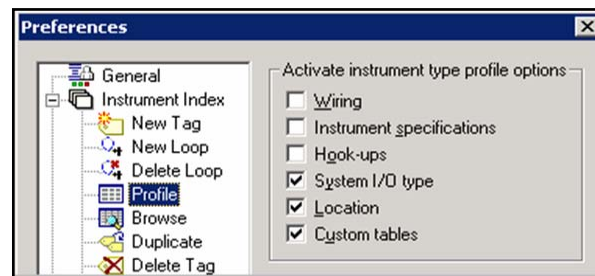 Preferences
General
Instrument Index
New Tag
New Loop
Delete Loop
Profile
Browse
Duplicate
Delete Tag
Activate instrument type profile options
Wiring
Instrument specifications
Hook-ups
System I/O type
Location
Custom tables